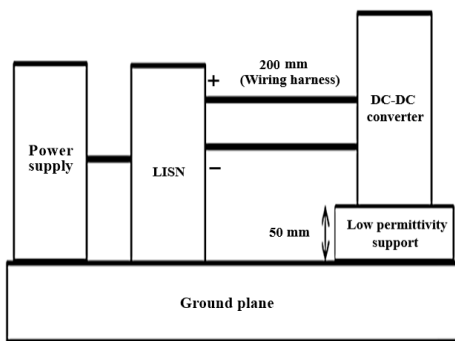 200 mm
(Wiring harness)
+
DC-DC
converter
Power
supply
LISN
−
50 mm
Low permittivity
support
Ground plane